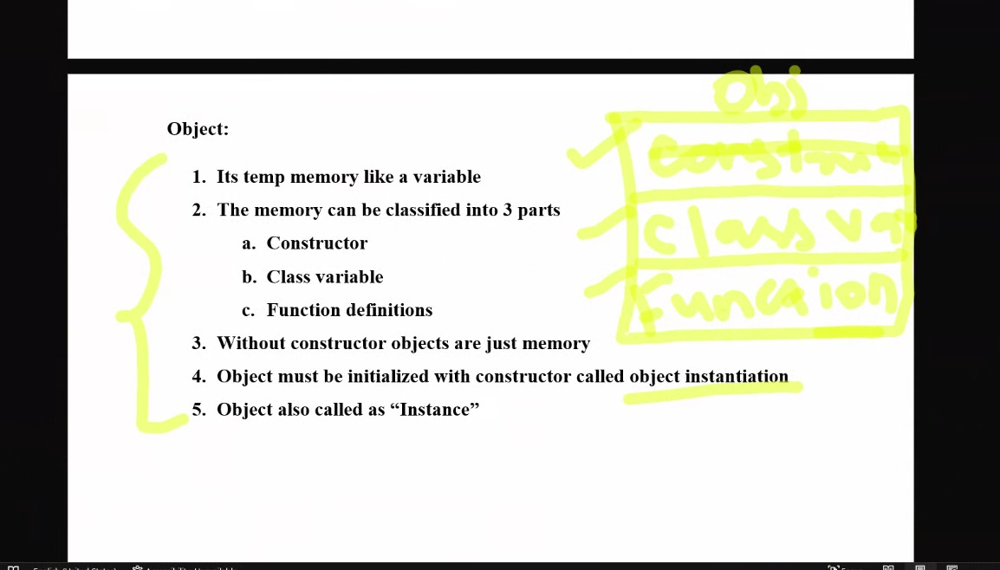 Obj
Object:
1. Its temp memory like a variable
2. The memory can be classified into 3 parts
a. Constructor
b. Class variable
c. Function definitions
3. Without constructor objects are just memory
4. Object must be initialized with constructor called object instantiation
5. Object also called as “Instance”
class va
Function